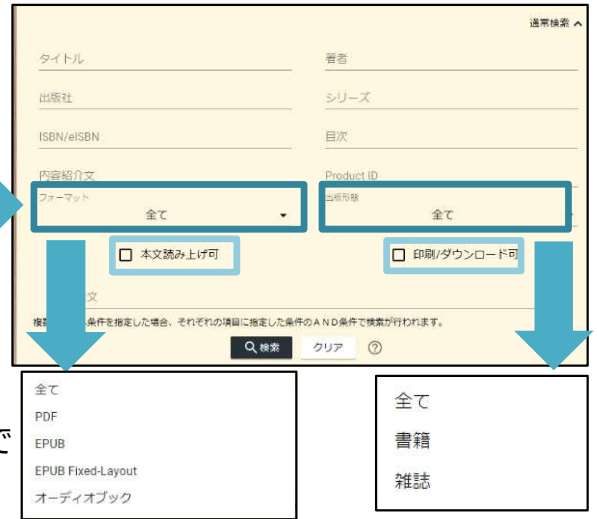 通常検索
タイトル 著者
出版社 シリーズ
ISBN/eISBN 目次
内容紹介文 Product ID
フォーマット 出版形態
全て 全て
本文読み上げ可 印刷/ダウンロード可
文
条件を指定した場合、それぞれの項目に指定した条件のAND条件で検索が行われます。
検索 クリア ?
全て
PDF
EPUB
EPUB Fixed-Layout
オーディオブック
で
全て
書籍
雑誌